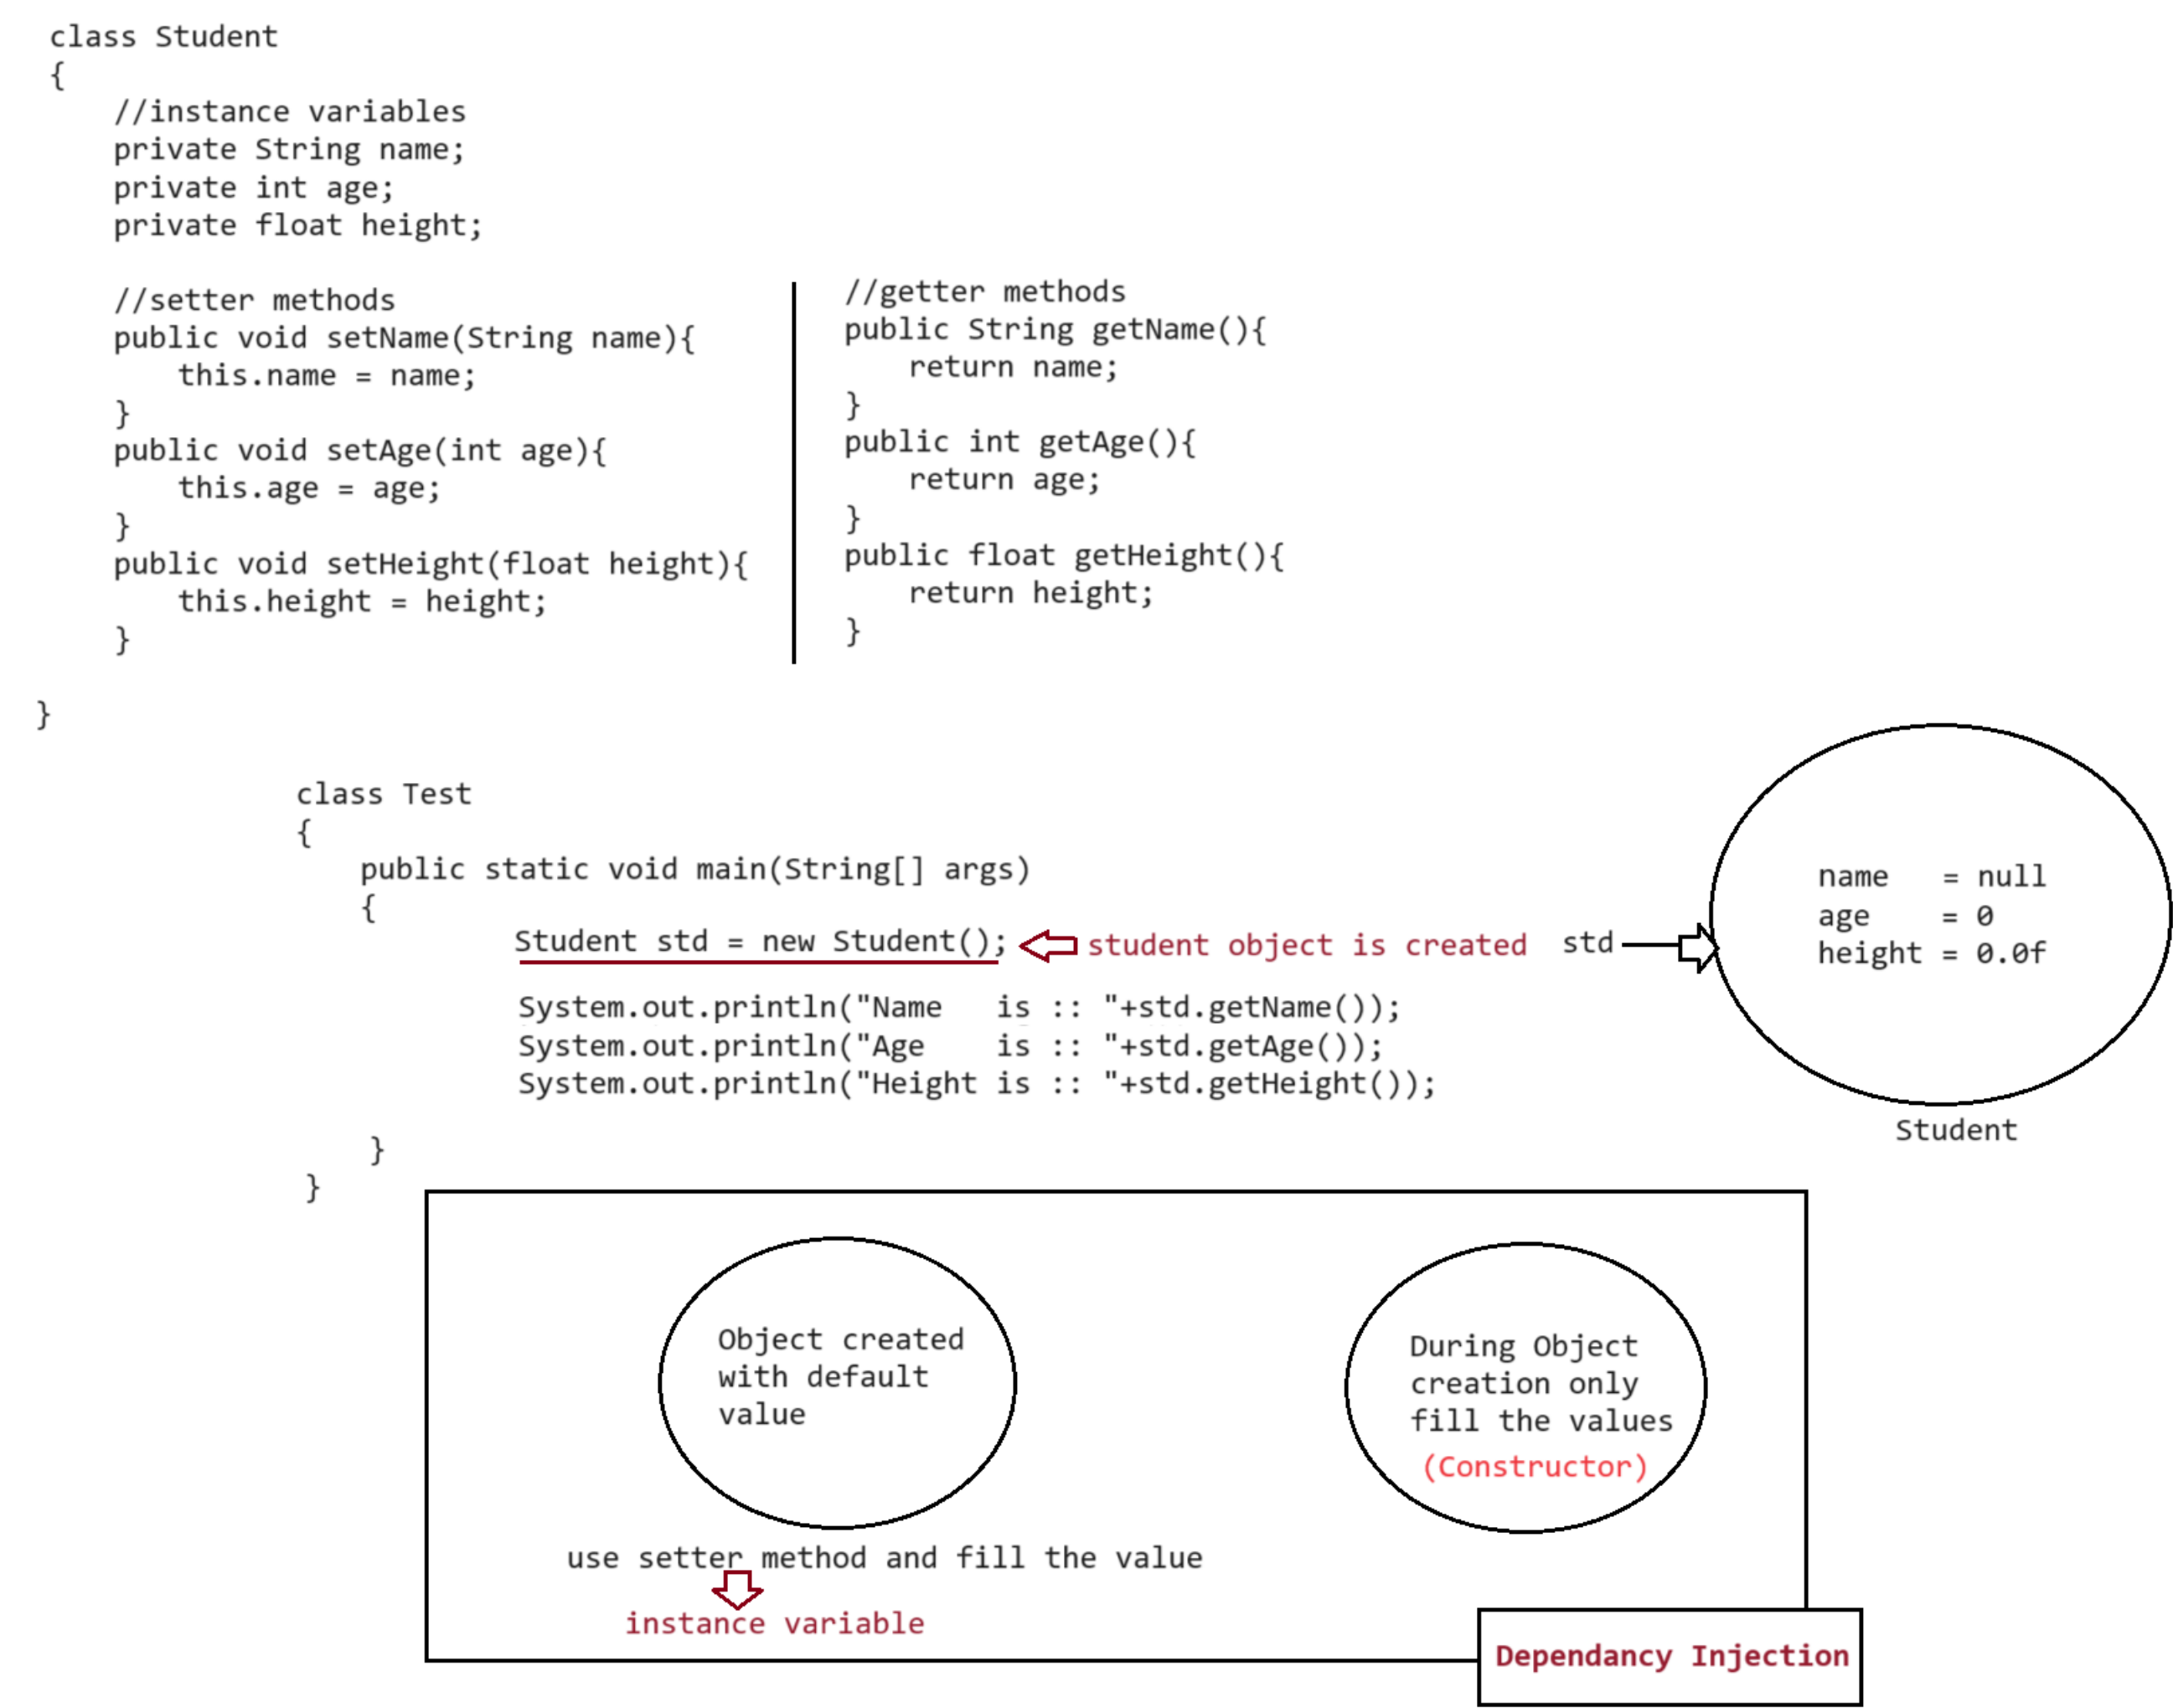 class Student
{
//instance variables
private String name;
private int age;
private float height;
//setter methods
public void setName(String name){
this.name = name;
}
public void setAge(int age){
this.age = age;
}
public void setHeight(float height){
this.height = height;
}
//getter methods
public String getName(){
return name;
}
public int getAge(){
return age;
}
public float getHeight(){
return height;
}
}
class Test
{
public static void main(String[] args)
{
Student std = new Student();
student object is created
std
name   = null
age    = 0
height = 0.0f
Student
System.out.println("Name   is :: "+std.getName());
System.out.println("Age    is :: "+std.getAge());
System.out.println("Height is :: "+std.getHeight());
}
}
Object created
with default
value
use setter method and fill the value
instance variable
During Object
creation only
fill the values
(Constructor)
Dependancy Injection